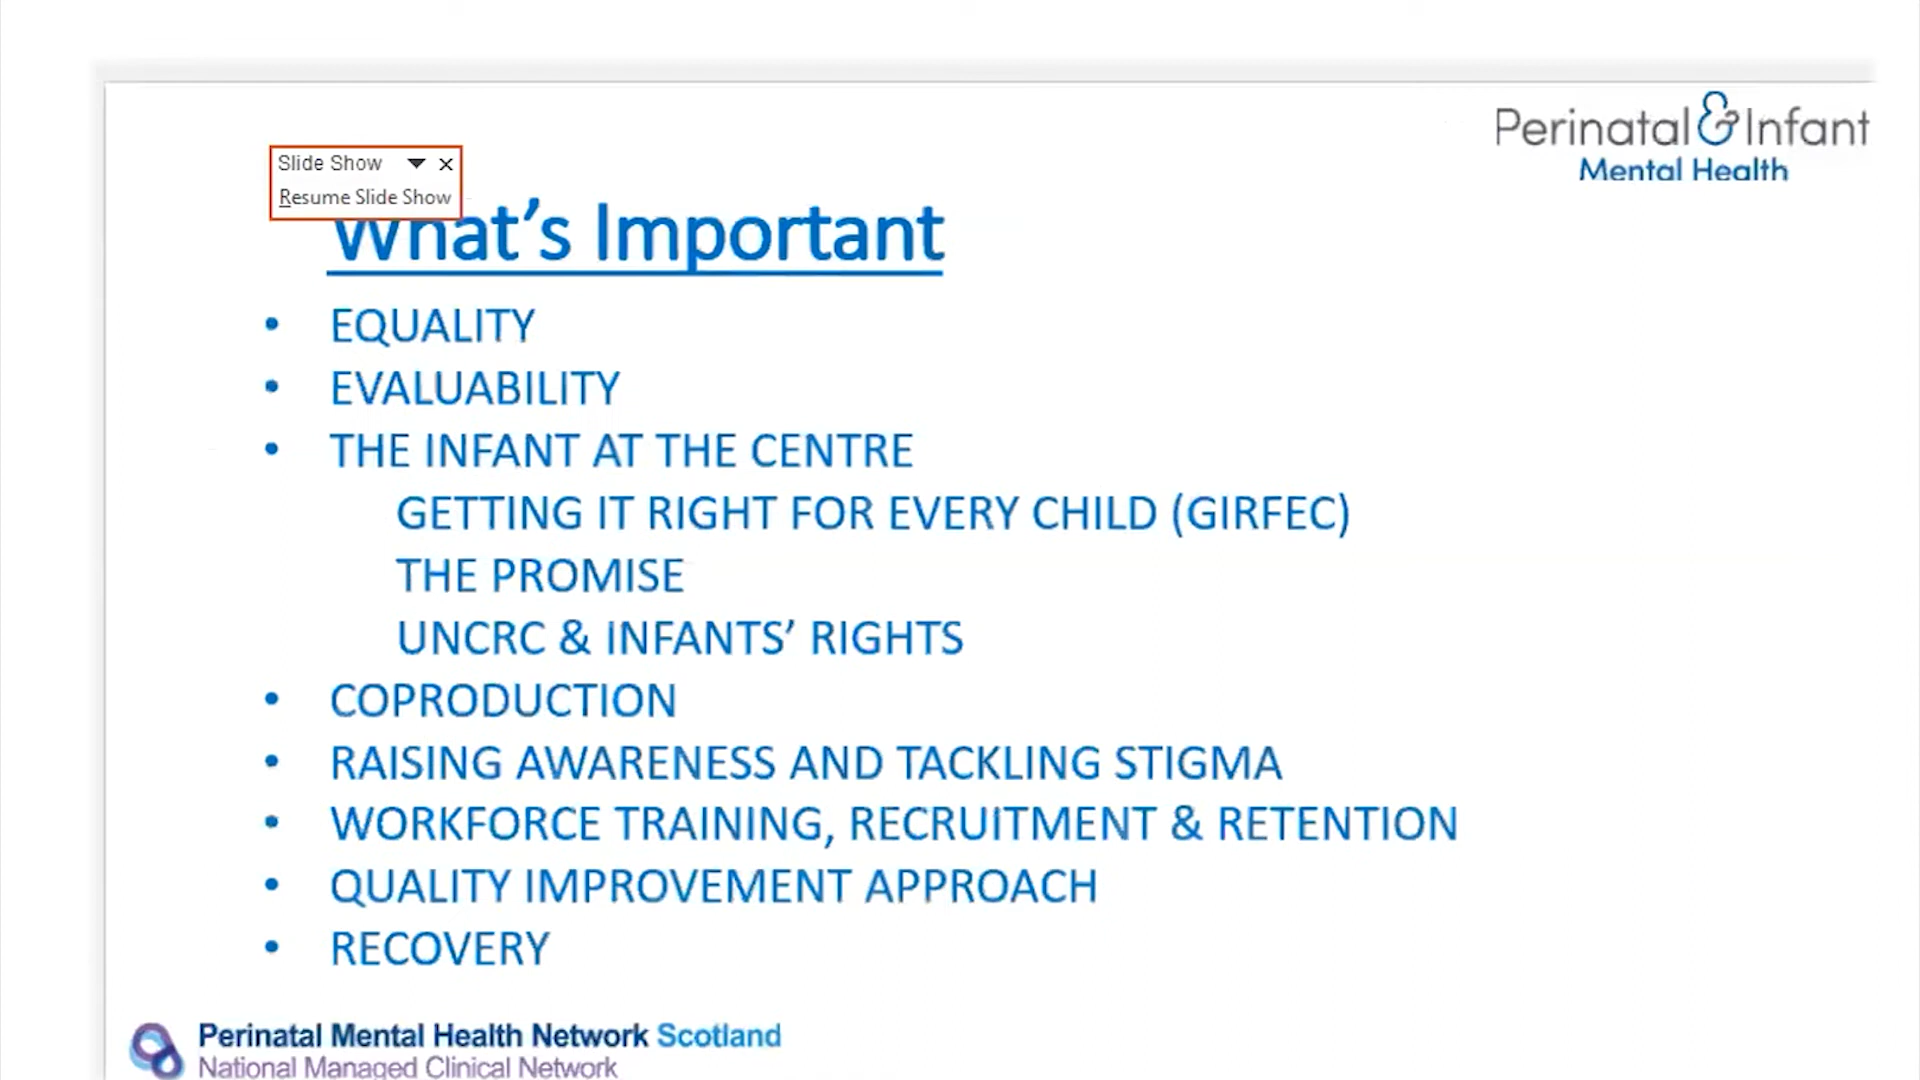 Perinatal & Infant
Mental Health
Slide Show
Resume Slide Show
What's Important
• EQUALITY
• EVALUABILITY
• THE INFANT AT THE CENTRE
GETTING IT RIGHT FOR EVERY CHILD (GIRFEC)
THE PROMISE
UNCRC & INFANTS’ RIGHTS
• COPRODUCTION
• RAISING AWARENESS AND TACKLING STIGMA
• WORKFORCE TRAINING, RECRUITMENT & RETENTION
• QUALITY IMPROVEMENT APPROACH
• RECOVERY
Perinatal Mental Health Network Scotland
National Managed Clinical Network